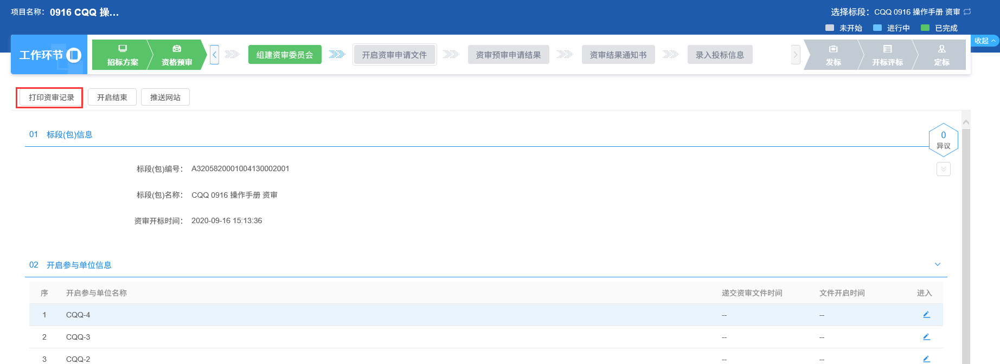 项目名称： 0916 CQQ 操...
选择标段： CQQ 0916 操作手册 资审
未开始 进行中 已完成
收起
工作环节
招标方案
资格预审
组建资审委员会
开启资审申请文件
资审预审申请结果
资审结果通知书
录入投标信息
发标
开标评标
定标
打印资审记录 开启结束 推送网站
01 标段(包)信息
0
异议
标段(包)编号： A3205820001004130002001
标段(包)名称： CQQ 0916 操作手册 资审
资审开标时间： 2020-09-16 15:13:36
02 开启参与单位信息
序 开启参与单位名称 递交资审文件时间 文件开启时间 进入
1 CQQ-4 -- --
2 CQQ-3 -- --
3 CQQ-2 -- --